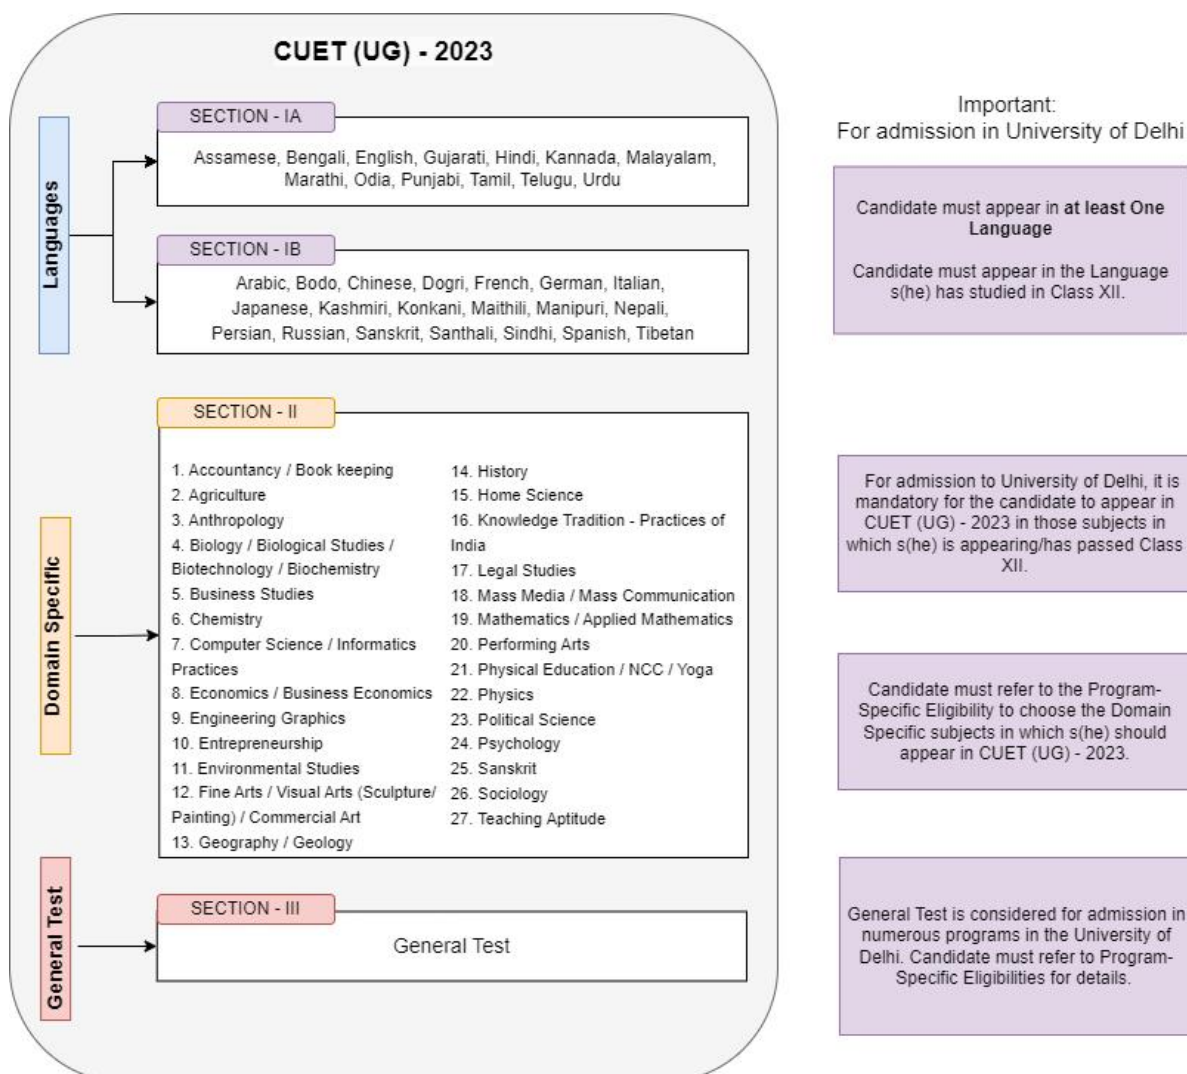 CUET (UG) - 2023
Languages
SECTION - IA
Assamese, Bengali, English, Gujarati, Hindi, Kannada, Malayalam,
Marathi, Odia, Punjabi, Tamil, Telugu, Urdu
SECTION - IB
Arabic, Bodo, Chinese, Dogri, French, German, Italian,
Japanese, Kashmiri, Konkani, Maithili, Manipuri, Nepali,
Persian, Russian, Sanskrit, Santhali, Sindhi, Spanish, Tibetan
Important:
For admission in University of Delhi
Candidate must appear in at least One
Language
Candidate must appear in the Language
s(he) has studied in Class XII.
Domain Specific
SECTION - II
1. Accountancy / Book keeping
2. Agriculture
3. Anthropology
4. Biology / Biological Studies /
Biotechnology / Biochemistry
5. Business Studies
6. Chemistry
7. Computer Science / Informatics
Practices
8. Economics / Business Economics
9. Engineering Graphics
10. Entrepreneurship
11. Environmental Studies
12. Fine Arts / Visual Arts (Sculpture/
Painting) / Commercial Art
13. Geography / Geology
14. History
15. Home Science
16. Knowledge Tradition - Practices of
India
17. Legal Studies
18. Mass Media / Mass Communication
19. Mathematics / Applied Mathematics
20. Performing Arts
21. Physical Education / NCC / Yoga
22. Physics
23. Political Science
24. Psychology
25. Sanskrit
26. Sociology
27. Teaching Aptitude
For admission to University of Delhi, it is
mandatory for the candidate to appear in
CUET (UG) - 2023 in those subjects in
which s(he) is appearing/has passed Class
XII.
Candidate must refer to the Program-
Specific Eligibility to choose the Domain
Specific subjects in which s(he) should
appear in CUET (UG) - 2023.
General Test
SECTION - III
General Test
General Test is considered for admission in
numerous programs in the University of
Delhi. Candidate must refer to Program-
Specific Eligibilities for details.